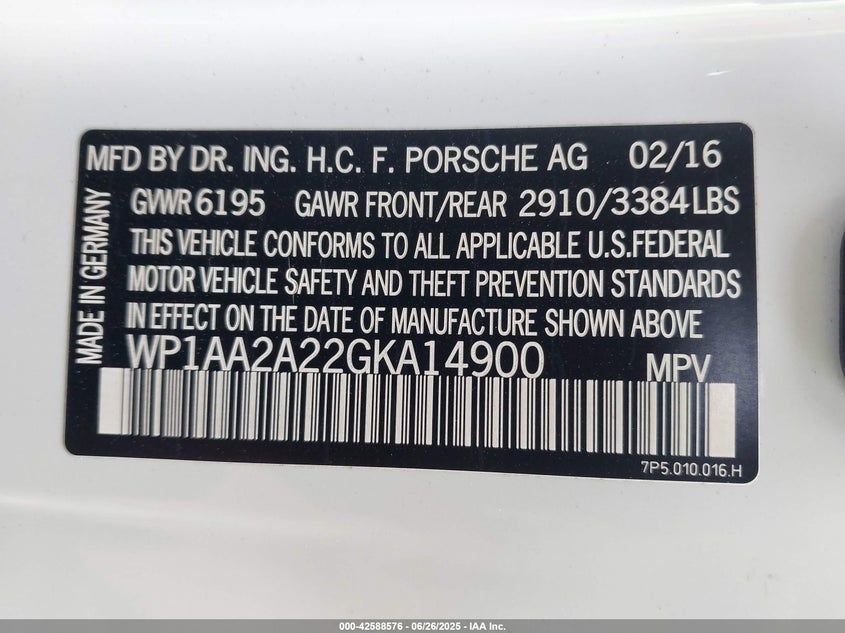 MFD BY DR. ING. H.C. F. PORSCHE AG 02/16
GVWR 6195 GAWR FRONT/REAR 2910/3384LBS
THIS VEHICLE CONFORMS TO ALL APPLICABLE U.S.FEDERAL
MOTOR VEHICLE SAFETY AND THEFT PREVENTION STANDARDS
IN EFFECT ON THE DATE OF MANUFACTURE SHOWN ABOVE
WP1AA2A22GKA14900 MPV
MADE IN GERMANY
7P5.010.016.H
000-42588576 - 06/26/2025 - IAA Inc.